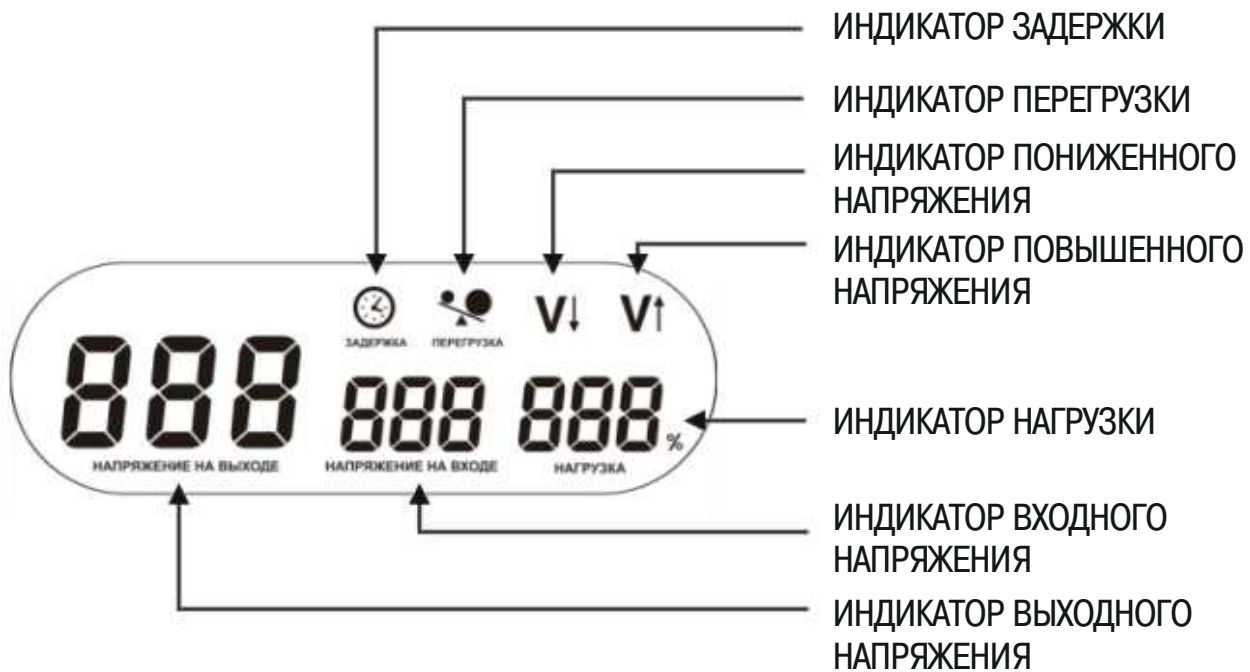 ИНДИКАТОР ЗАДЕРЖКИ
ИНДИКАТОР ПЕРЕГРУЗКИ
ИНДИКАТОР ПОНИЖЕННОГО
НАПРЯЖЕНИЯ
ИНДИКАТОР ПОВЫШЕННОГО
НАПРЯЖЕНИЯ
V↓ V↑
ЗАДЕРЖКА ПЕРЕГРУЗКА
888 888 888 %
НАПРЯЖЕНИЕ НА ВЫХОДЕ НАПРЯЖЕНИЕ НА ВХОДЕ НАГРУЗКА
ИНДИКАТОР НАГРУЗКИ
ИНДИКАТОР ВХОДНОГО
НАПРЯЖЕНИЯ
ИНДИКАТОР ВЫХОДНОГО
НАПРЯЖЕНИЯ